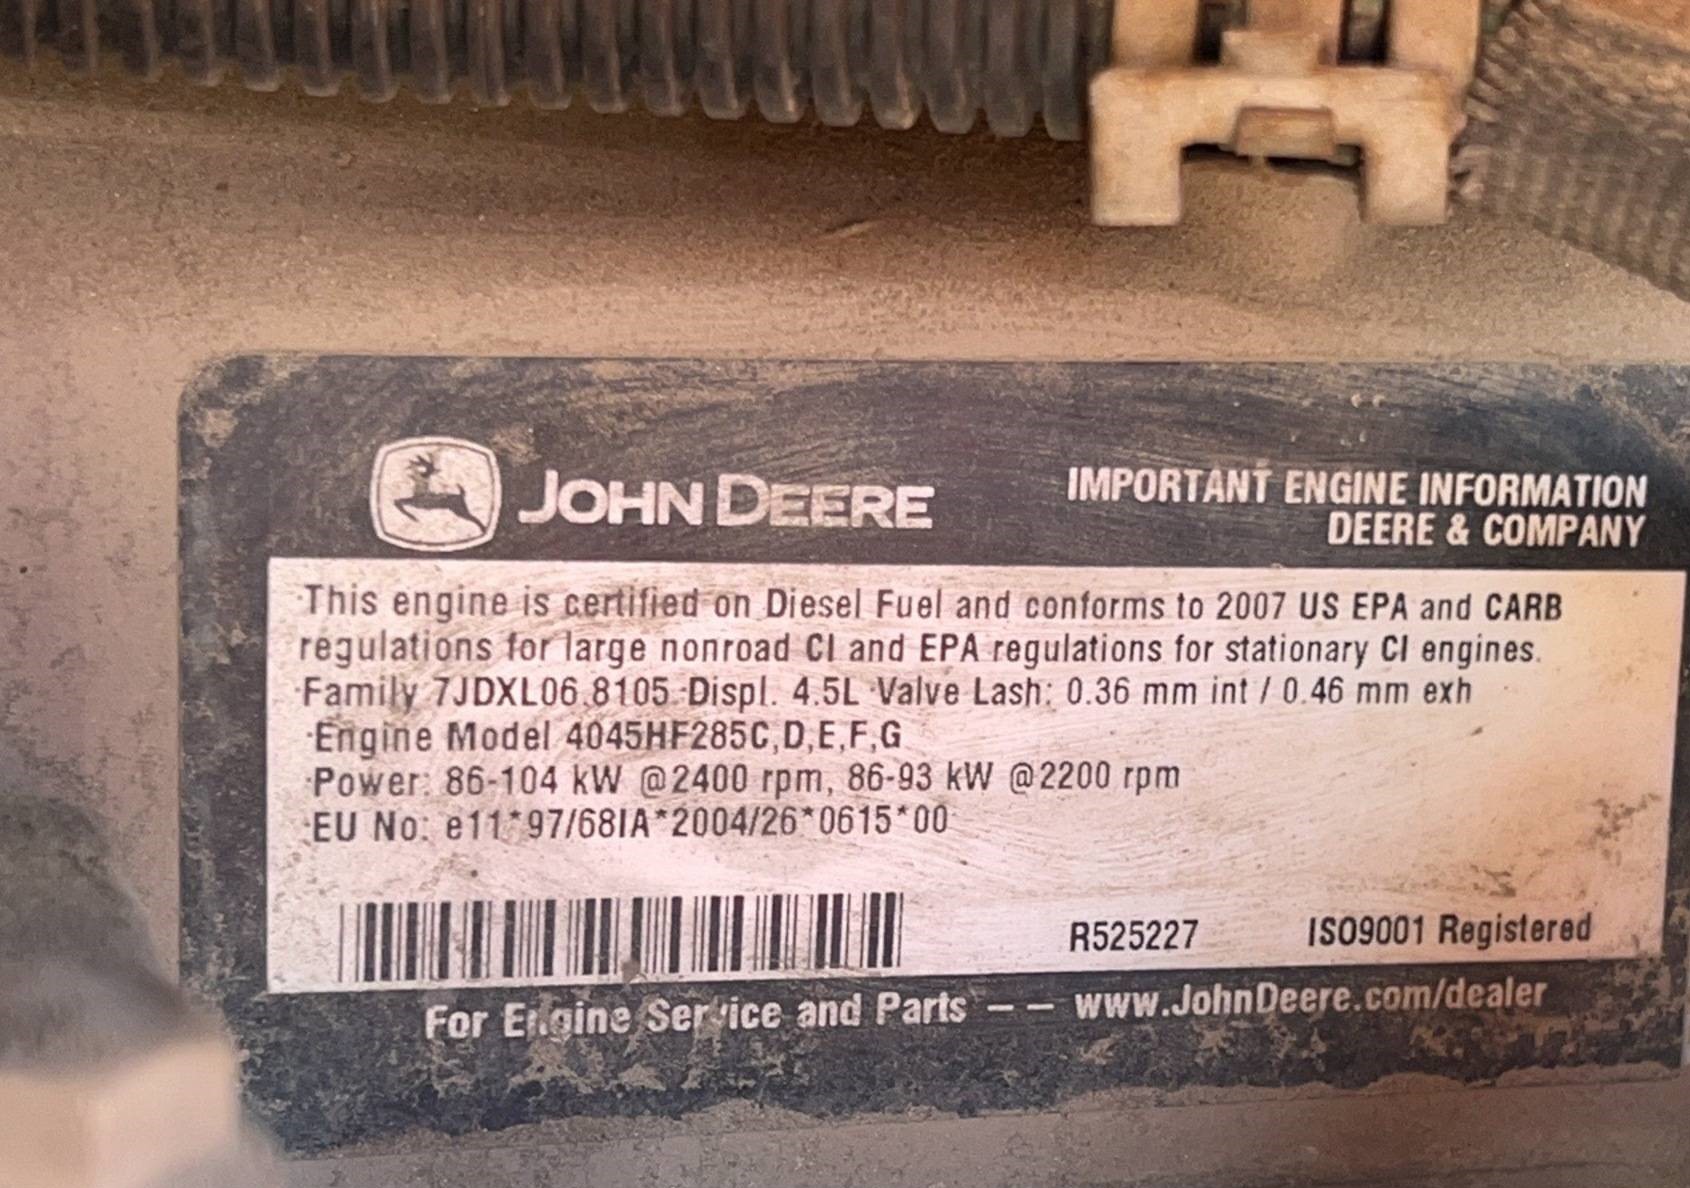 JOHN DEERE
IMPORTANT ENGINE INFORMATION
DEERE & COMPANY
This engine is certified on Diesel Fuel and conforms to 2007 US EPA and CARB
regulations for large nonroad CI and EPA regulations for stationary CI engines.
·Family 7JDXL06.8105 ·Displ. 4.5L ·Valve Lash: 0.36 mm int / 0.46 mm exh
·Engine Model 4045HF285C,D,E,F,G
·Power: 86-104 kW @2400 rpm, 86-93 kW @2200 rpm
·EU No: e11*97/68IA*2004/26*0615*00
R525227 ISO9001 Registered
For Engine Service and Parts -- www.JohnDeere.com/dealer